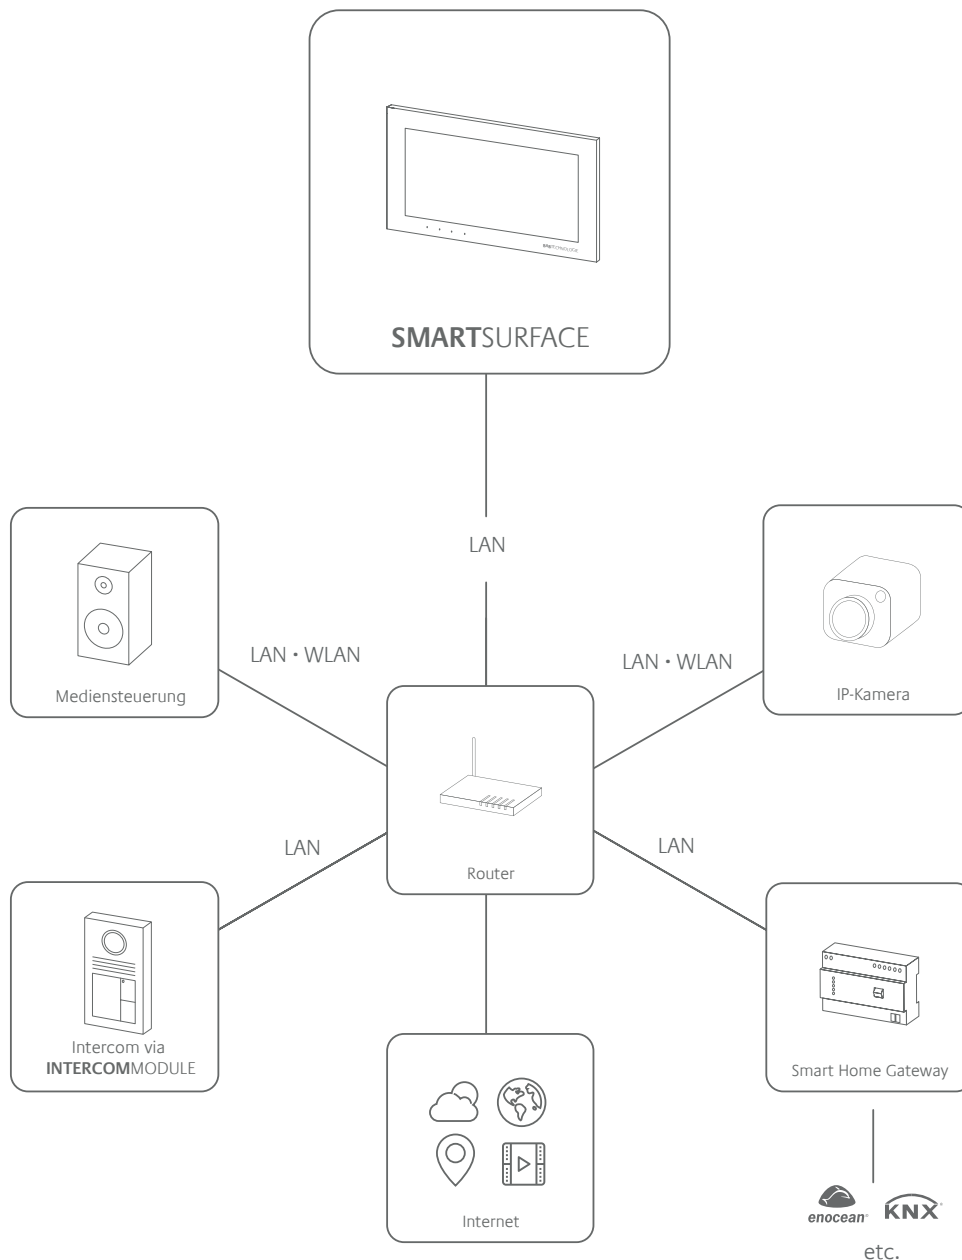 SMARTSURFACE
LAN
LAN • WLAN
LAN • WLAN
Mediensteuerung
IP-Kamera
LAN
LAN
Router
Intercom via
INTERCOMMODULE
Smart Home Gateway
Internet
enocean®
KNX®
etc.